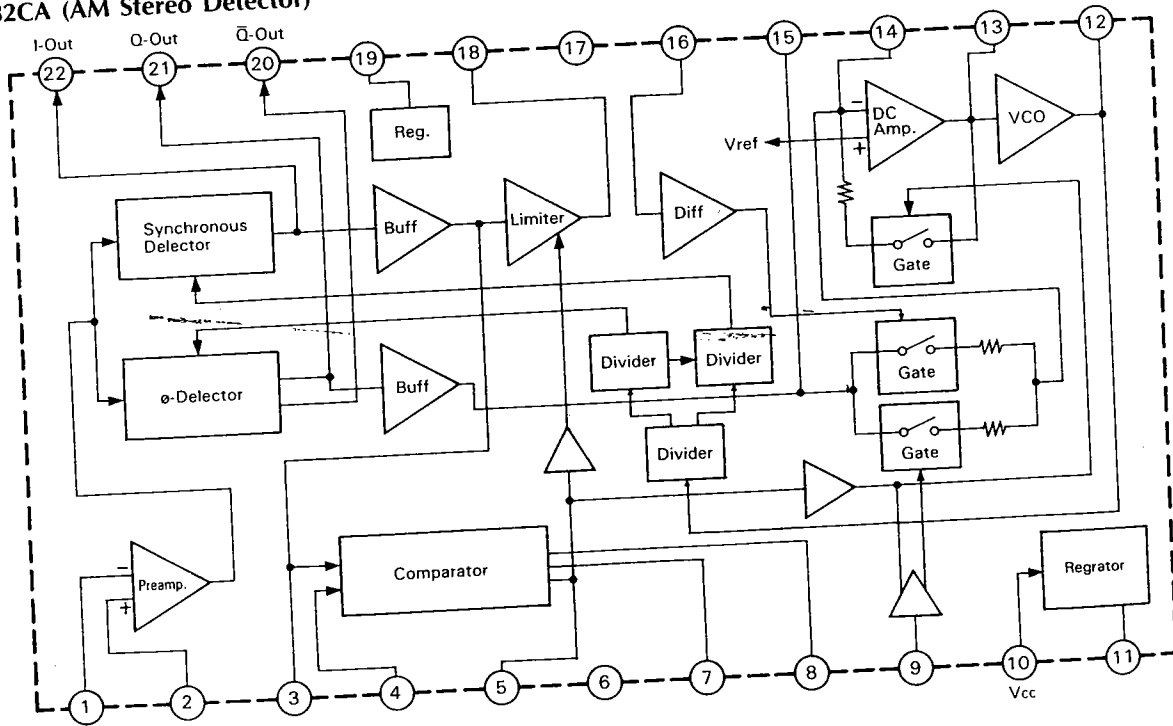 32CA (AM Stereo Detector)
I-Out
Q-Out
Q̄-Out
22
21
20
19
18
17
16
15
14
13
12
Reg.
DC
Amp.
−
+
Vref
VCO
Synchronous
Delector
Buff
Limiter
Diff
Gate
ø-Delector
Buff
Divider
Divider
Gate
Divider
Gate
Preamp.
−
+
Comparator
Regrator
1
2
3
4
5
6
7
8
9
10
11
Vcc